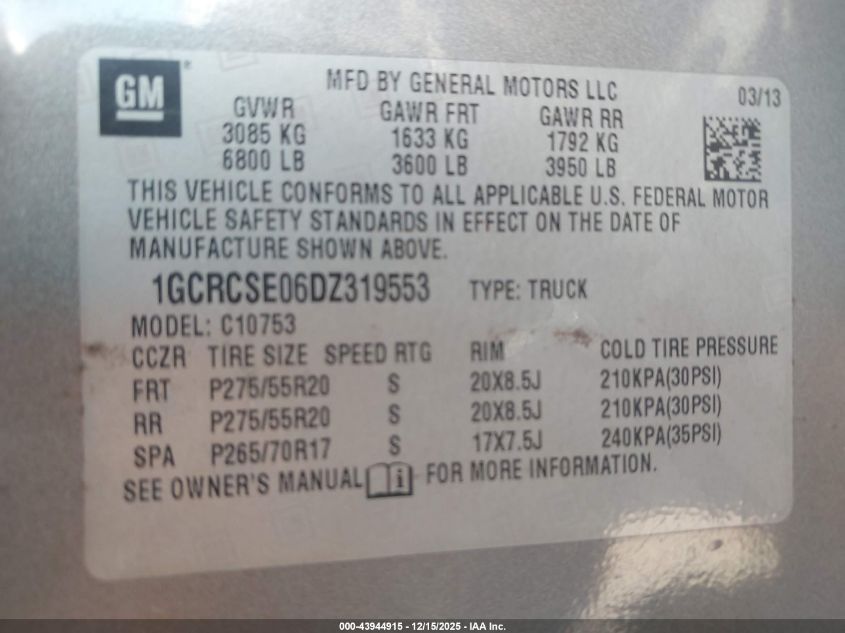 GM
MFD BY GENERAL MOTORS LLC 03/13
GVWR GAWR FRT GAWR RR
3085 KG 1633 KG 1792 KG
6800 LB 3600 LB 3950 LB
THIS VEHICLE CONFORMS TO ALL APPLICABLE U.S. FEDERAL MOTOR
VEHICLE SAFETY STANDARDS IN EFFECT ON THE DATE OF
MANUFACTURE SHOWN ABOVE.
1GCRCSE06DZ319553 TYPE: TRUCK
MODEL: C10753
CCZR TIRE SIZE SPEED RTG RIM COLD TIRE PRESSURE
FRT P275/55R20 S 20X8.5J 210KPA(30PSI)
RR P275/55R20 S 20X8.5J 210KPA(30PSI)
SPA P265/70R17 S 17X7.5J 240KPA(35PSI)
SEE OWNER'S MANUAL i FOR MORE INFORMATION.
000-43944915 - 12/15/2025 - IAA Inc.